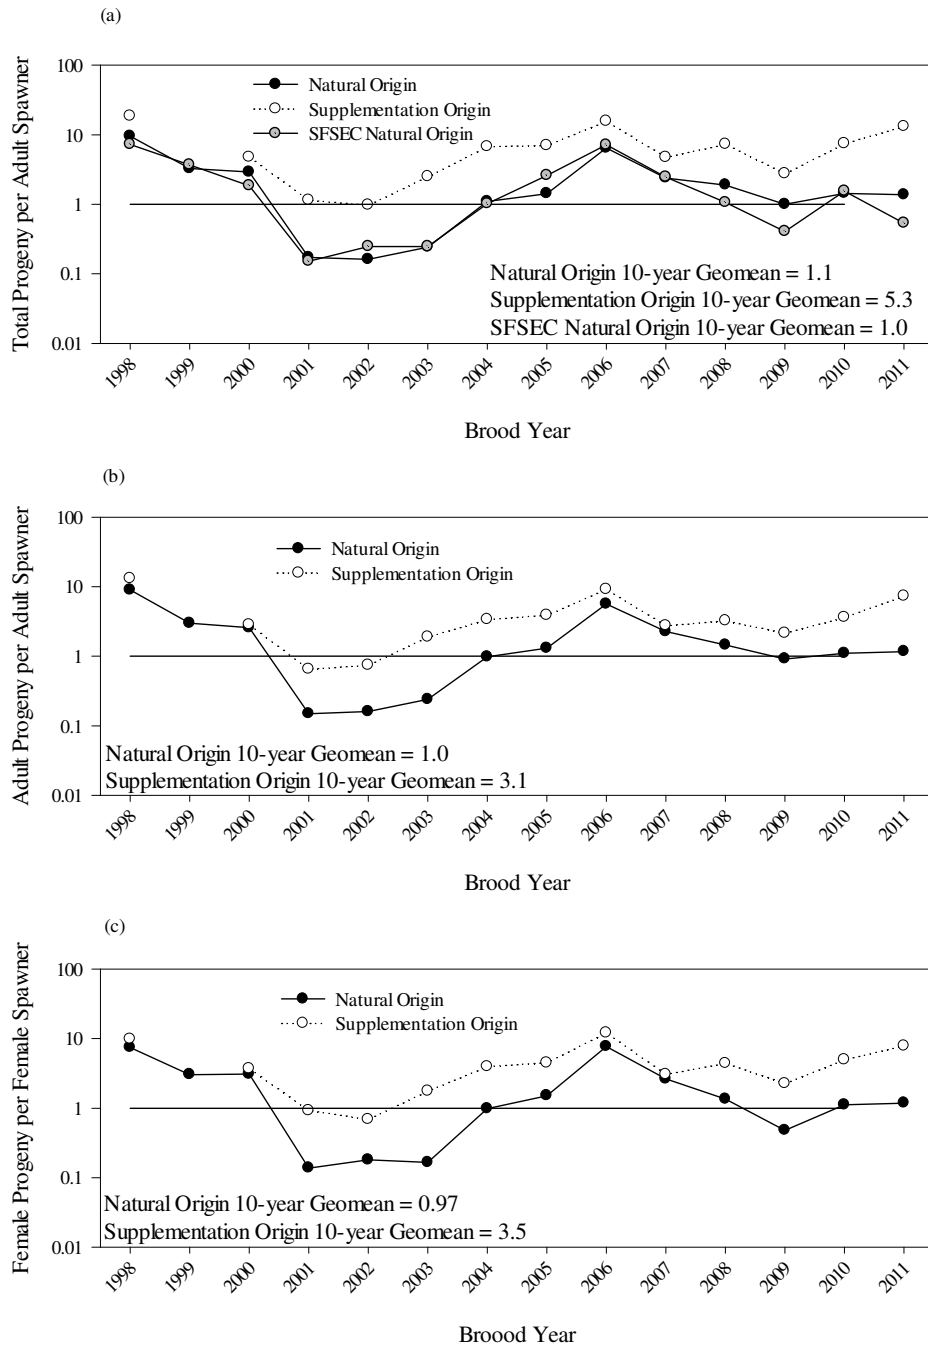 (a)
Total Progeny per Adult Spawner
100
10
1
0.1
0.01
Natural Origin
Supplementation Origin
SFSEC Natural Origin
Natural Origin 10-year Geomean = 1.1
Supplementation Origin 10-year Geomean = 5.3
SFSEC Natural Origin 10-year Geomean = 1.0
1998 1999 2000 2001 2002 2003 2004 2005 2006 2007 2008 2009 2010 2011
Brood Year
(b)
Adult Progeny per Adult Spawner
100
10
1
0.1
0.01
Natural Origin
Supplementation Origin
Natural Origin 10-year Geomean = 1.0
Supplementation Origin 10-year Geomean = 3.1
1998 1999 2000 2001 2002 2003 2004 2005 2006 2007 2008 2009 2010 2011
Brood Year
(c)
Female Progeny per Female Spawner
100
10
1
0.1
0.01
Natural Origin
Supplementation Origin
Natural Origin 10-year Geomean = 0.97
Supplementation Origin 10-year Geomean = 3.5
1998 1999 2000 2001 2002 2003 2004 2005 2006 2007 2008 2009 2010 2011
Broood Year